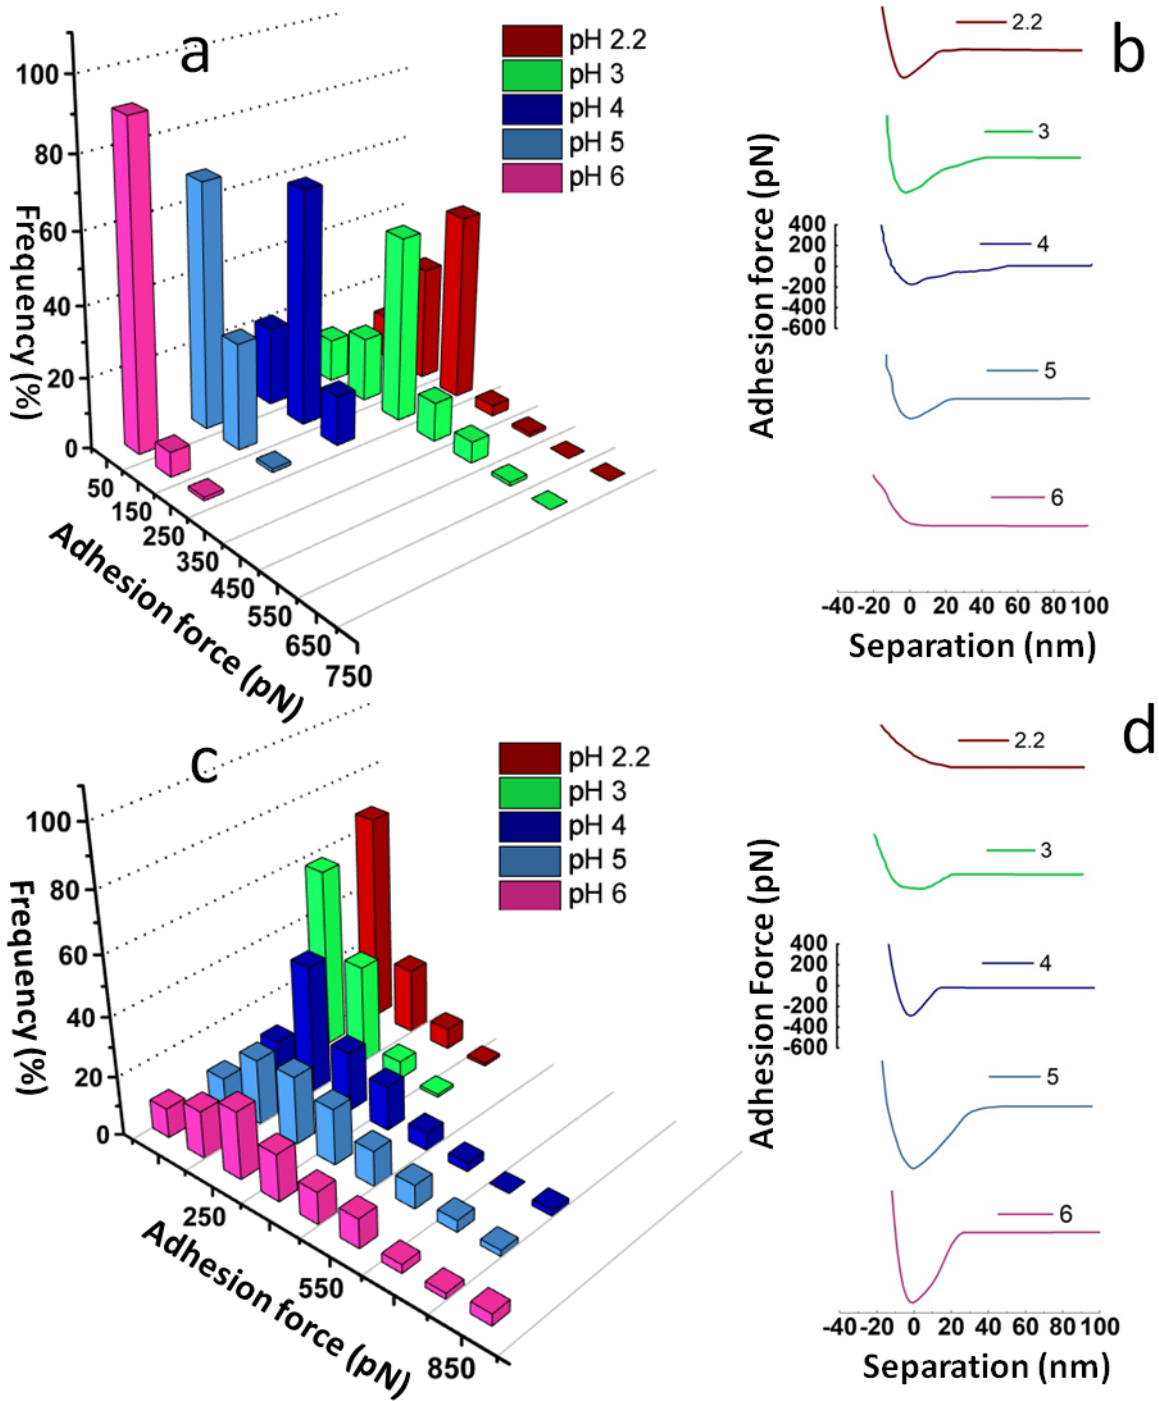 a
pH 2.2
pH 3
pH 4
pH 5
pH 6
100
80
60
40
20
0
Frequency (%)
50
150
250
350
450
550
650
750
Adhesion force (pN)
b
2.2
3
4
5
6
400
200
0
-200
-400
-600
Adhesion force (pN)
-40 -20 0 20 40 60 80 100
Separation (nm)
c
pH 2.2
pH 3
pH 4
pH 5
pH 6
100
80
60
40
20
0
Frequency (%)
250
550
850
Adhesion force (pN)
d
2.2
3
4
5
6
400
200
0
-200
-400
-600
Adhesion Force (pN)
-40 -20 0 20 40 60 80 100
Separation (nm)